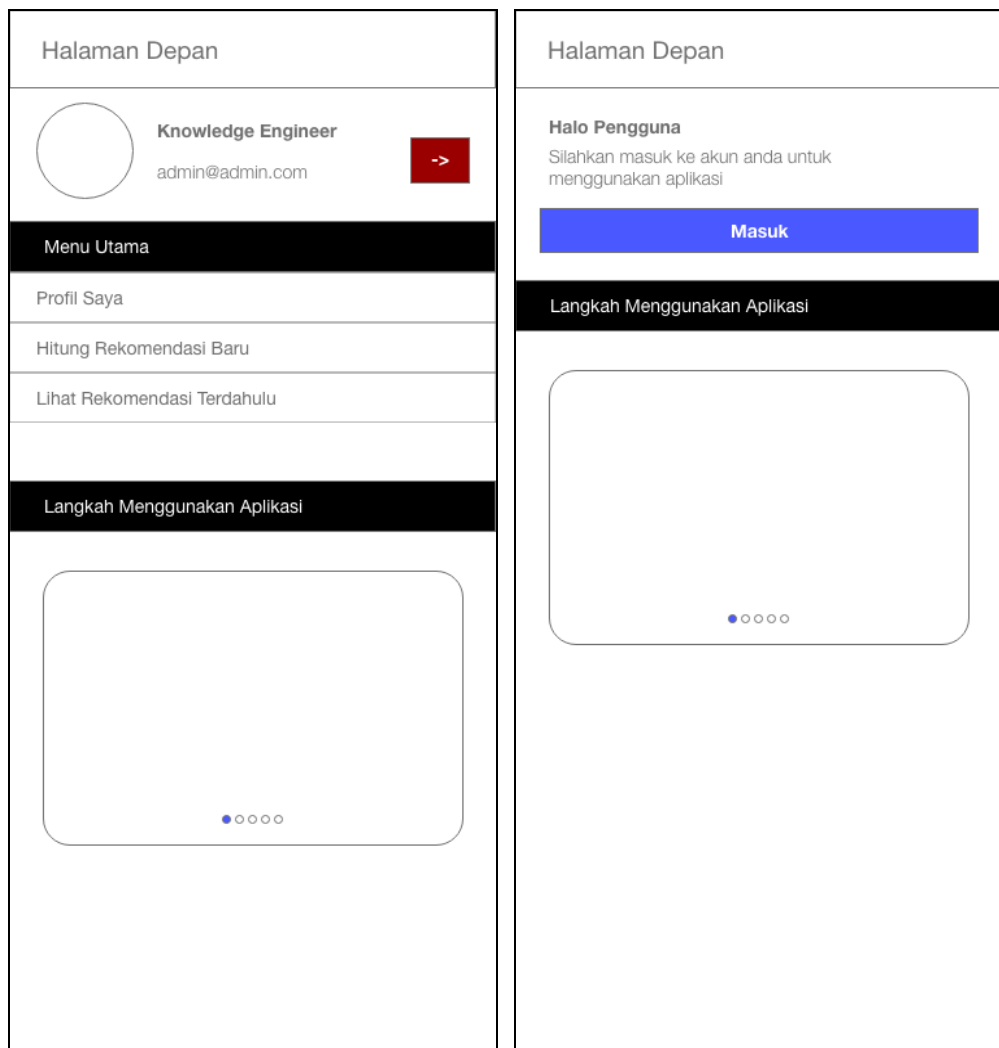 Halaman Depan
Knowledge Engineer
admin@admin.com
->
Menu Utama
Profil Saya
Hitung Rekomendasi Baru
Lihat Rekomendasi Terdahulu
Langkah Menggunakan Aplikasi
Halaman Depan
Halo Pengguna
Silahkan masuk ke akun anda untuk
menggunakan aplikasi
Masuk
Langkah Menggunakan Aplikasi